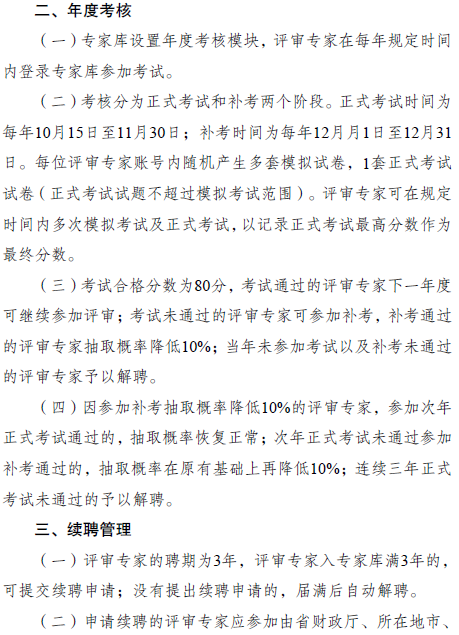 二、年度考核
（一）专家库设置年度考核模块，评审专家在每年规定时间
内登录专家库参加考试。
（二）考核分为正式考试和补考两个阶段。正式考试时间为
每年10月15日至11月30日；补考时间为每年12月月1日至12月31
日。每位评审专家账号内随机产生多套模拟试卷，1套正式考试
试卷（正式考试试题不超过模拟考试范围）。评审专家可在规定
时间内多次模拟考试及正式考试，以记录正式考试最高分数作为
最终分数。
（三）考试合格分数为80分，考试通过的评审专家下一年度
可继续参加评审；考试未通过的评审专家可参加补考，补考通过
的评审专家抽取概率降低10%；当年未参加考试以及补考未通过
的评审专家予以解聘。
（四）因参加补考抽取概率降低10%的评审专家，参加次年
正式考试通过的，抽取概率恢复正常；次年正式考试未通过参加
补考通过的，抽取概率在原有基础上再降低10%；连续三年正式
考试未通过的予以解聘。
三、续聘管理
（一）评审专家的聘期为3年，评审专家入专家库满3年的，
可提交续聘申请；没有提出续聘申请的，届满后自动解聘。
（二）申请续聘的评审专家应参加由省财政厅、所在地市、